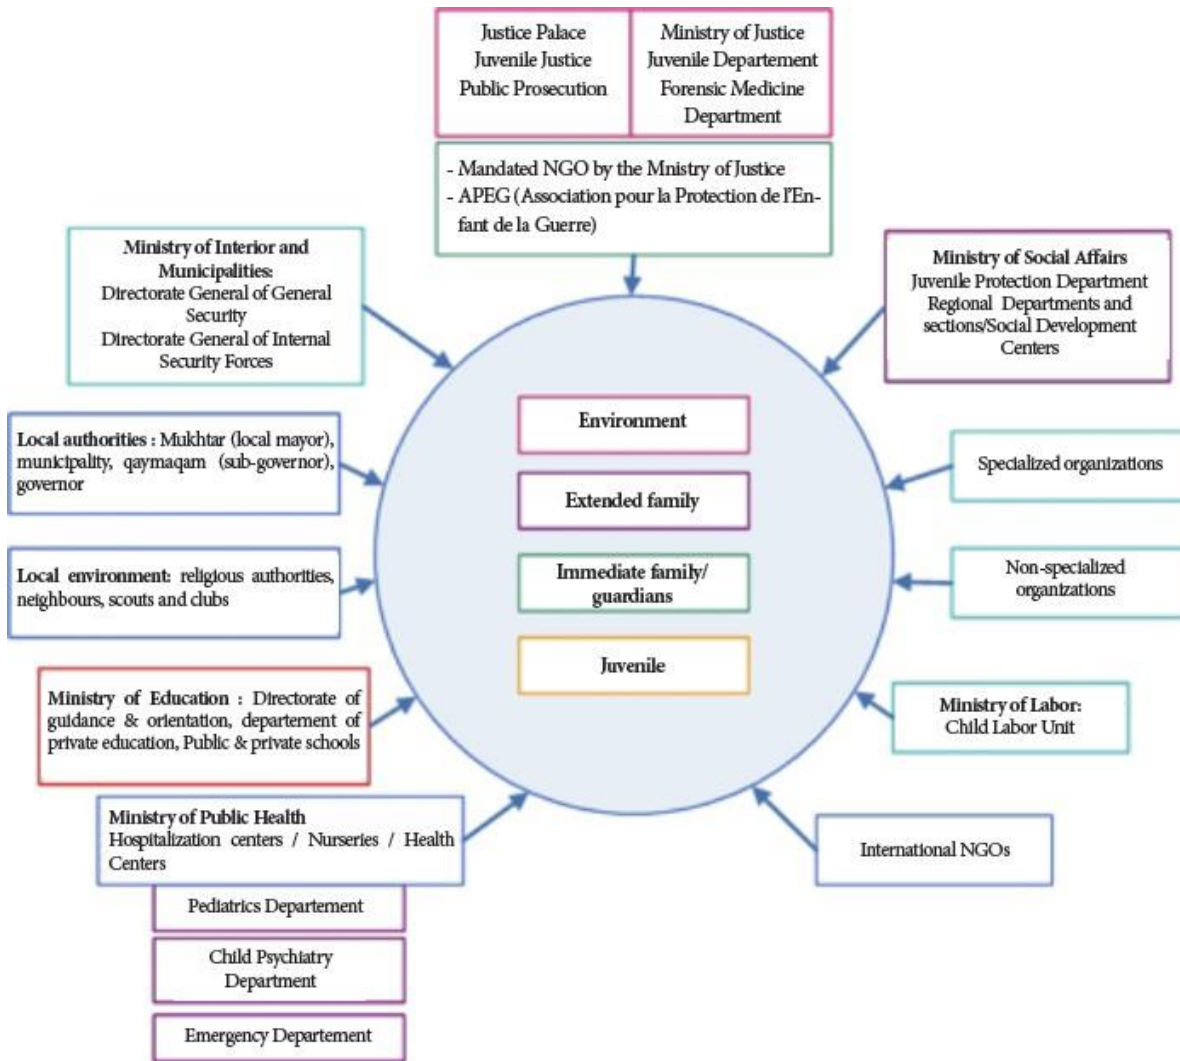 Justice Palace
Juvenile Justice
Public Prosecution
Ministry of Justice
Juvenile Departement
Forensic Medicine
Department
- Mandated NGO by the Mnistry of Justice
- APEG (Association pour la Protection de l'En-
fant de la Guerre)
Ministry of Interior and
Municipalities:
Directorate General of General
Security
Directorate General of Internal
Security Forces
Ministry of Social Affairs
Juvenile Protection Department
Regional Departments and
sections/Social Development
Centers
Environment
Extended family
Immediate family/
guardians
Juvenile
Local authorities : Mukhtar (local mayor),
municipality, qaymaqam (sub-governor),
governor
Specialized organizations
Local environment: religious authorities,
neighbours, scouts and clubs
Non-specialized
organizations
Ministry of Education : Directorate of
guidance & orientation, departement of
private education, Public & private schools
Ministry of Labor:
Child Labor Unit
Ministry of Public Health
Hospitalization centers / Nurseries / Health
Centers
International NGOs
Pediatrics Departement
Child Psychiatry
Department
Emergency Departement